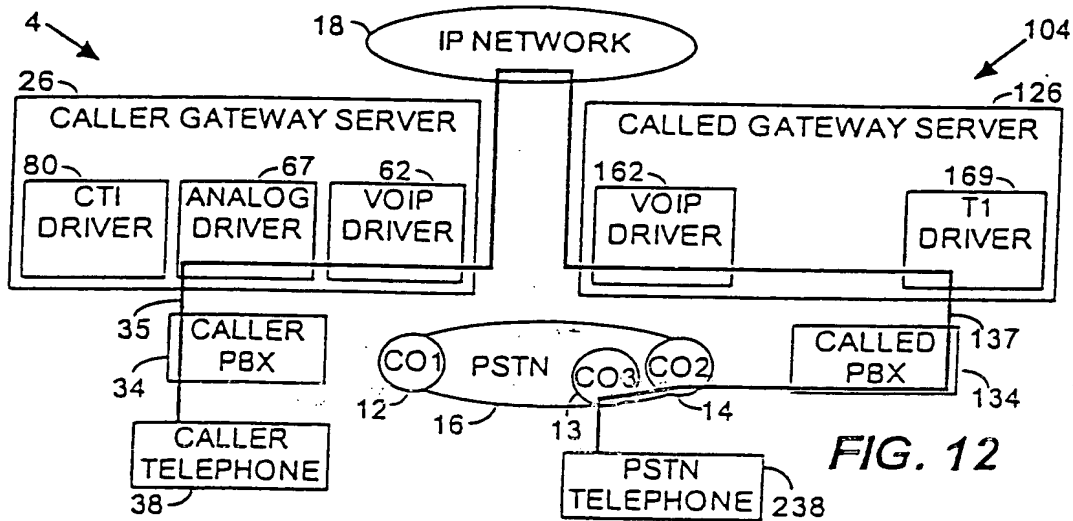 4
18
IP NETWORK
104
26
CALLER GATEWAY SERVER
126
CALLED GATEWAY SERVER
80
CTI
DRIVER
67
ANALOG
DRIVER
62
VOIP
DRIVER
162
VOIP
DRIVER
169
T1
DRIVER
35
CALLER
PBX
34
CO1
PSTN
CO3
CO2
12
16
13
14
CALLED
PBX
137
134
CALLER
TELEPHONE
38
PSTN
TELEPHONE
238
FIG. 12